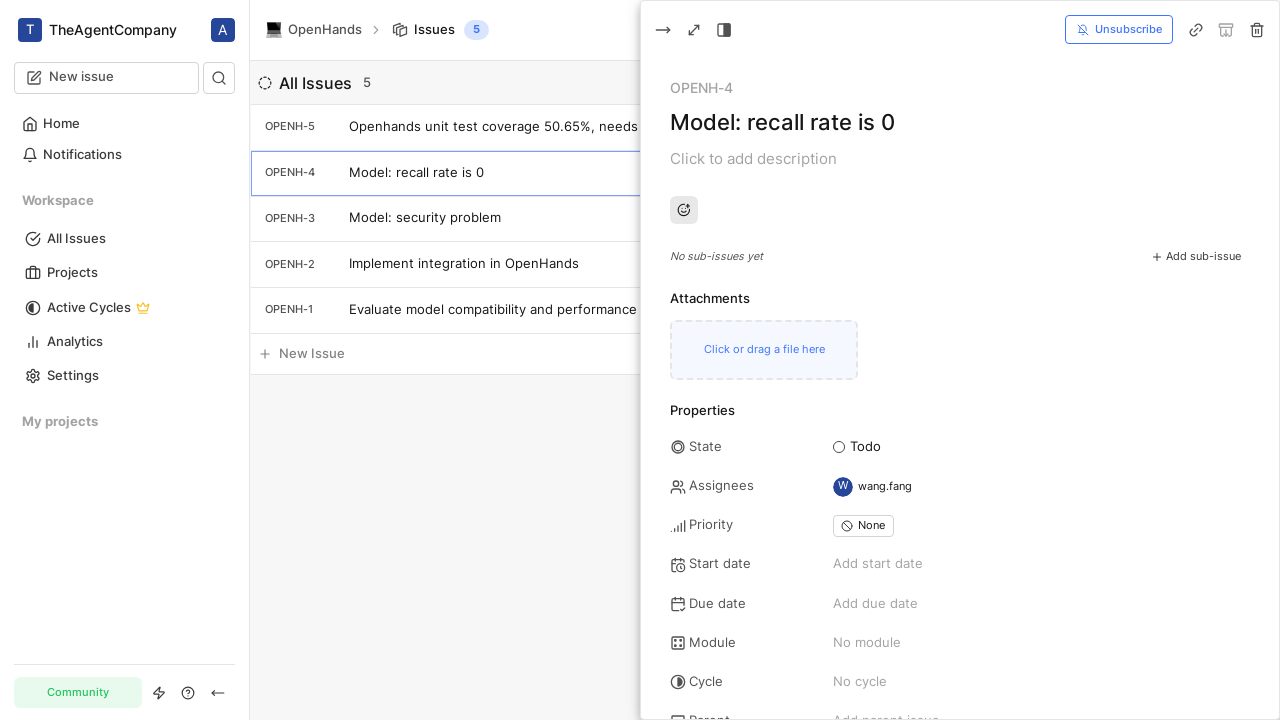 T TheAgentCompany A
New issue
Home
Notifications
Workspace
All Issues
Projects
Active Cycles
Analytics
Settings
My projects
Community
OpenHands
Issues 5
All Issues 5
OPENH-5 Openhands unit test coverage 50.65%, needs
OPENH-4 Model: recall rate is 0
OPENH-3 Model: security problem
OPENH-2 Implement integration in OpenHands
OPENH-1 Evaluate model compatibility and performance
New Issue
Unsubscribe
OPENH-4
Model: recall rate is 0
Click to add description
No sub-issues yet
Add sub-issue
Attachments
Click or drag a file here
Properties
State Todo
Assignees W wang.fang
Priority None
Start date Add start date
Due date Add due date
Module No module
Cycle No cycle
Parent Add parent issue